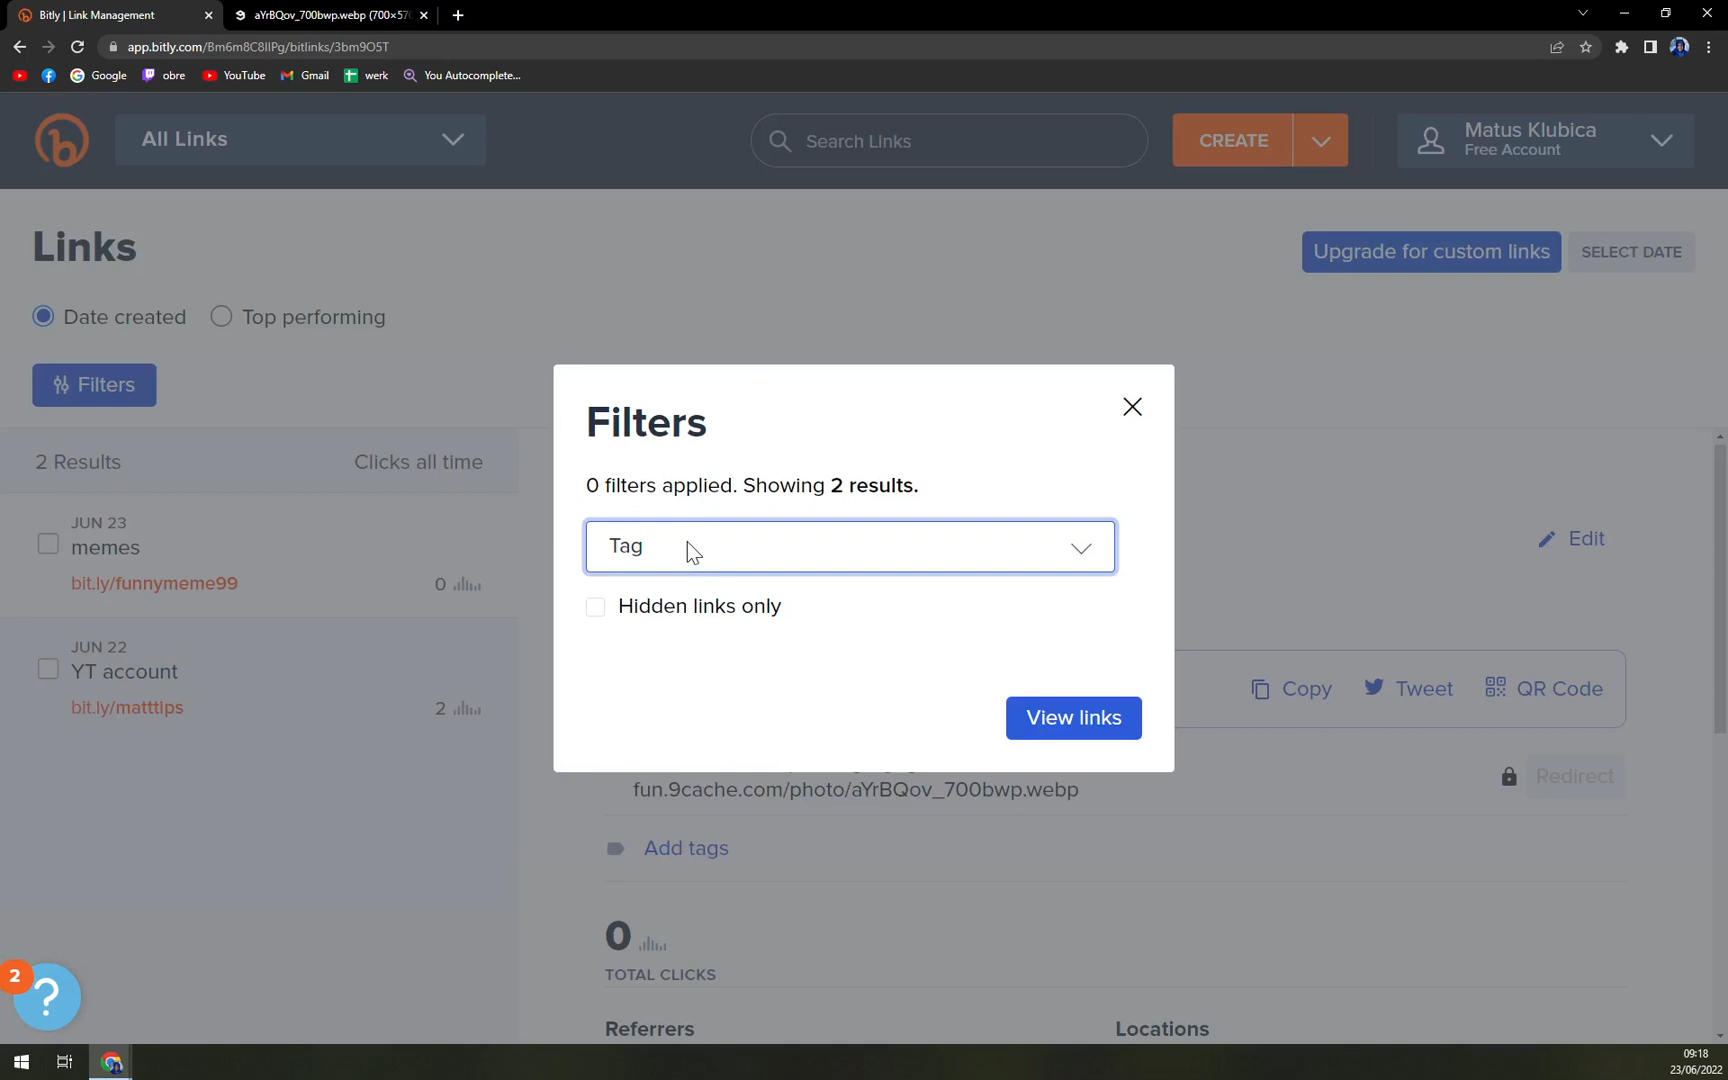 Bitly | Link Management
aYrBQov_700bwp.webp (700×57
app.bitly.com/Bm6m8C8IlPg/bitlinks/3bm9O5T
Google
obre
YouTube
Gmail
werk
You Autocomplete...
All Links
Search Links
CREATE
Matus Klubica
Free Account
Links
Upgrade for custom links
SELECT DATE
Date created
Top performing
Filters
2 Results
Clicks all time
JUN 23
memes
bit.ly/funnymeme99
0
JUN 22
YT account
bit.ly/matttips
2
Filters
0 filters applied. Showing 2 results.
Tag
Hidden links only
View links
Edit
Copy
Tweet
QR Code
fun.9cache.com/photo/aYrBQov_700bwp.webp
Redirect
Add tags
0
TOTAL CLICKS
Referrers
Locations
2
?
09:18
23/06/2022